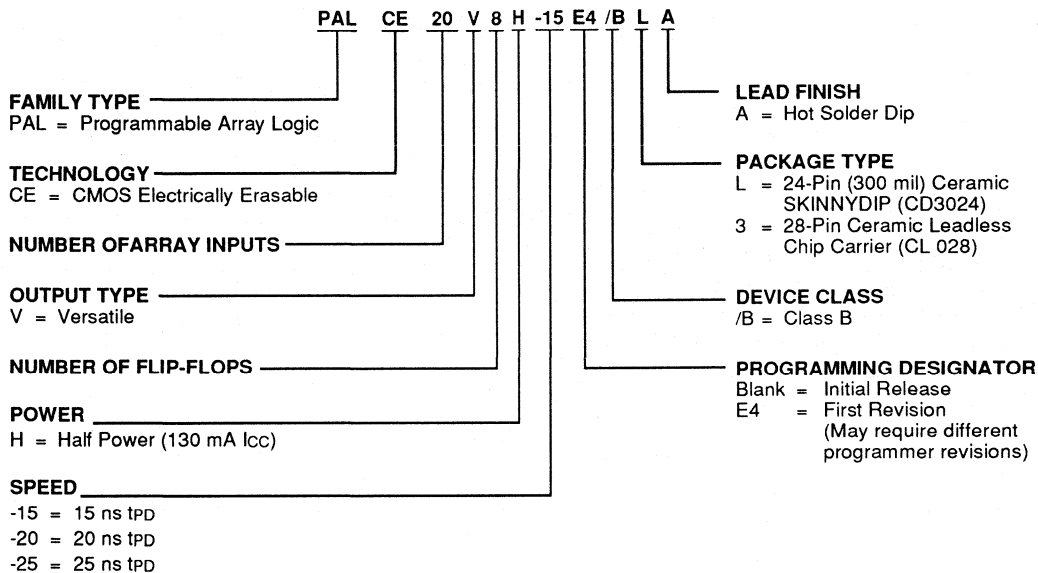 PAL CE 20 V 8 H -15 E4 /B L A
FAMILY TYPE
PAL = Programmable Array Logic
TECHNOLOGY
CE = CMOS Electrically Erasable
NUMBER OFARRAY INPUTS
OUTPUT TYPE
V = Versatile
NUMBER OF FLIP-FLOPS
POWER
H = Half Power (130 mA ICC)
SPEED
-15 = 15 ns tPD
-20 = 20 ns tPD
-25 = 25 ns tPD
LEAD FINISH
A = Hot Solder Dip
PACKAGE TYPE
L = 24-Pin (300 mil) Ceramic
SKINNYDIP (CD3024)
3 = 28-Pin Ceramic Leadless
Chip Carrier (CL 028)
DEVICE CLASS
/B = Class B
PROGRAMMING DESIGNATOR
Blank = Initial Release
E4 = First Revision
(May require different
programmer revisions)